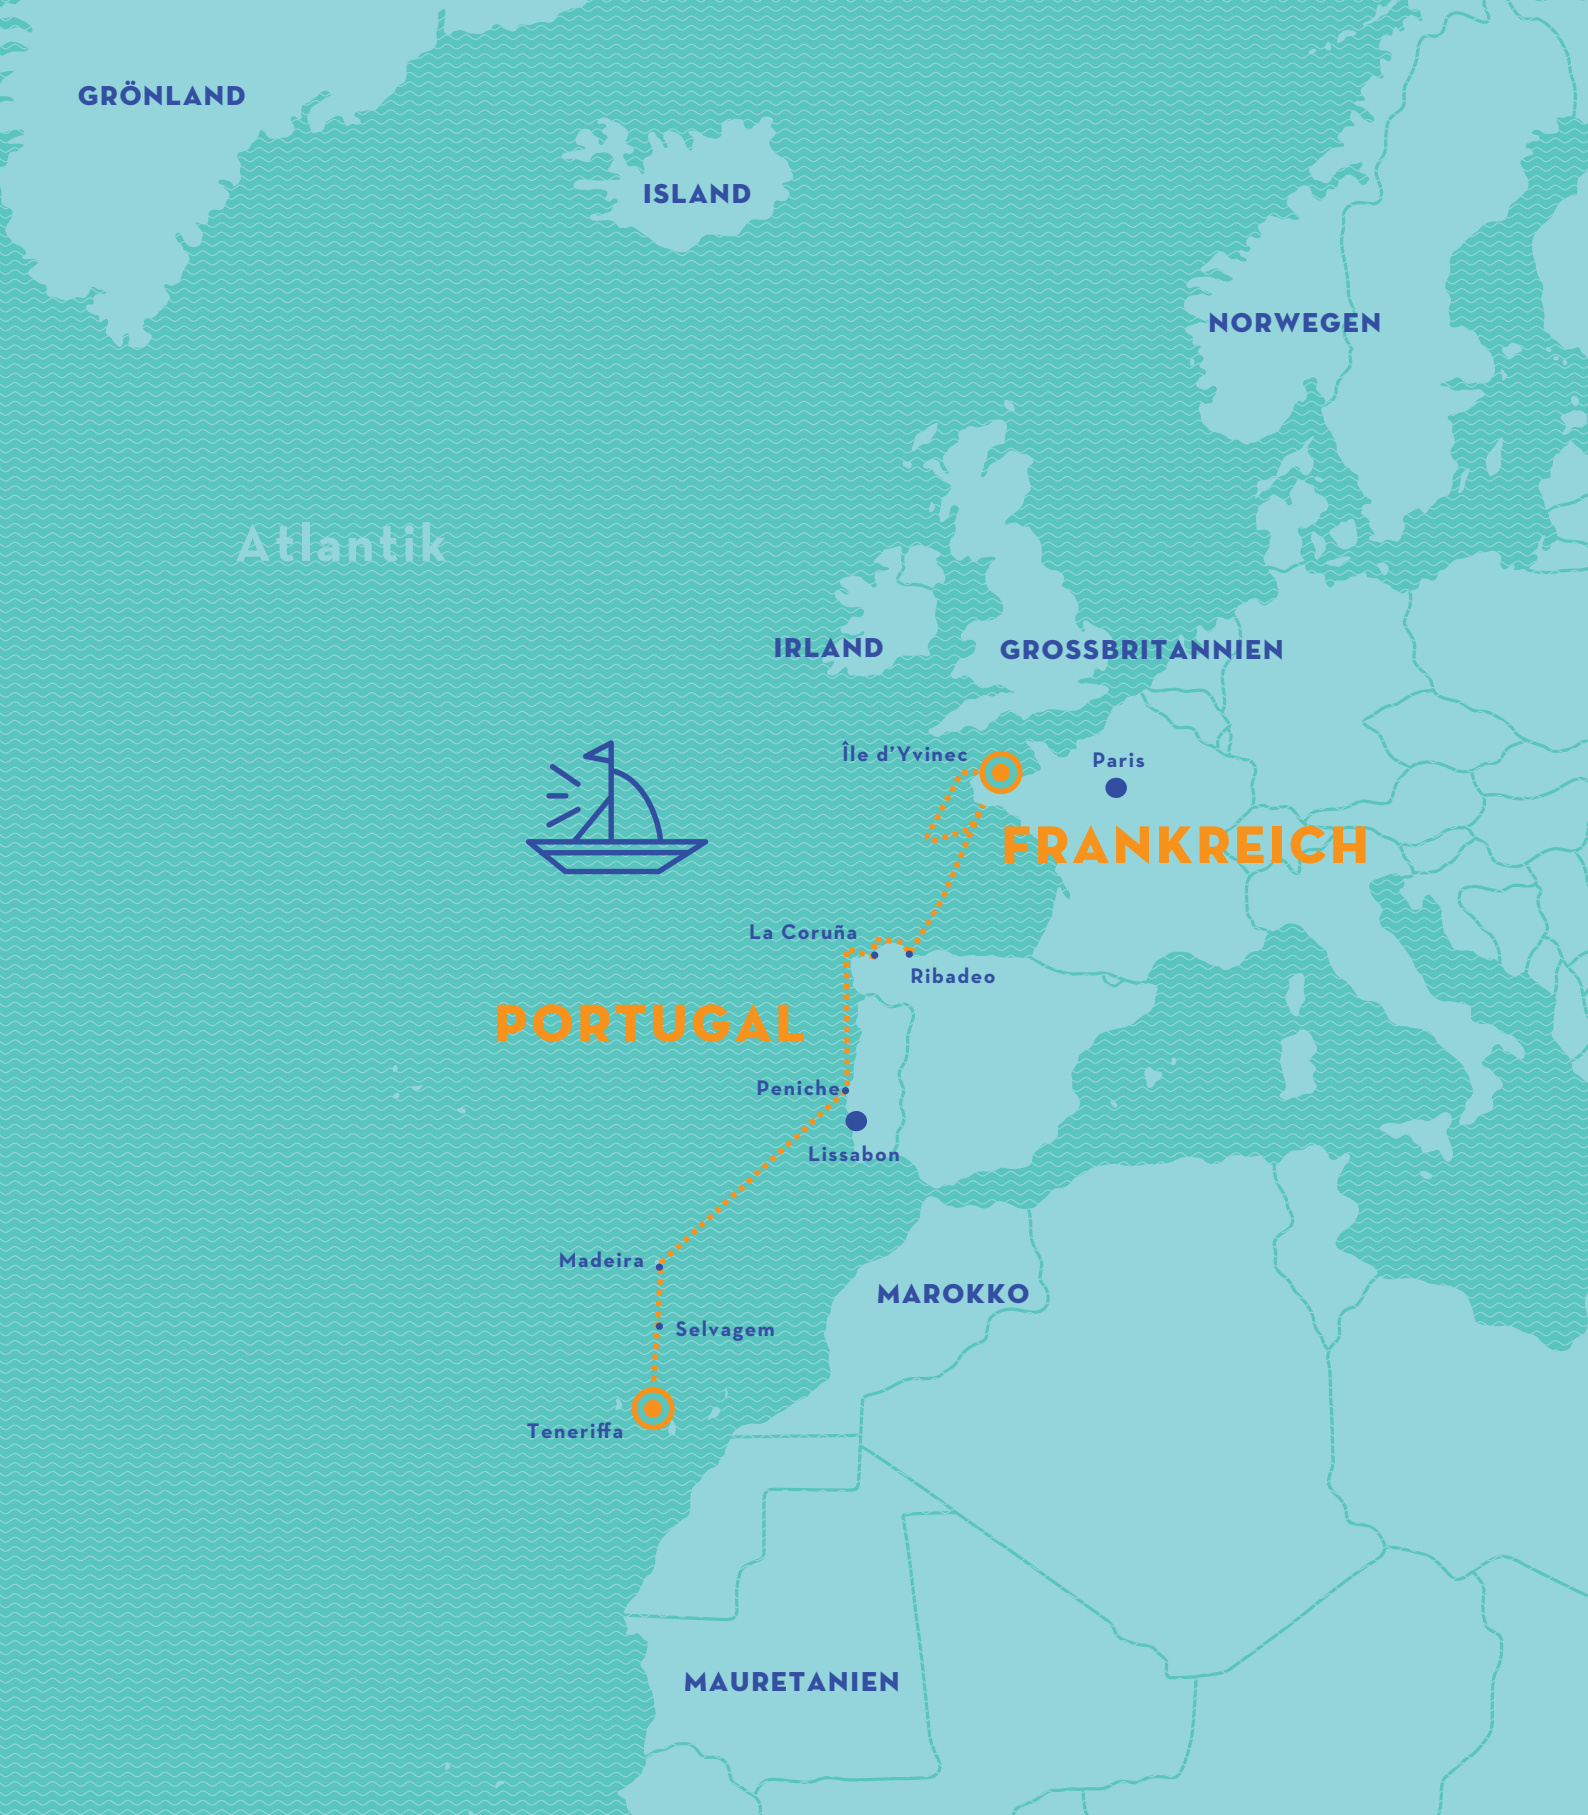 GRÖNLAND
ISLAND
NORWEGEN
Atlantik
IRLAND
GROSSBRITANNIEN
Île d'Yvinec
Paris
FRANKREICH
La Coruña
Ribadeo
PORTUGAL
Peniche
Lissabon
Madeira
MAROKKO
Selvagem
Teneriffa
MAURETANIEN